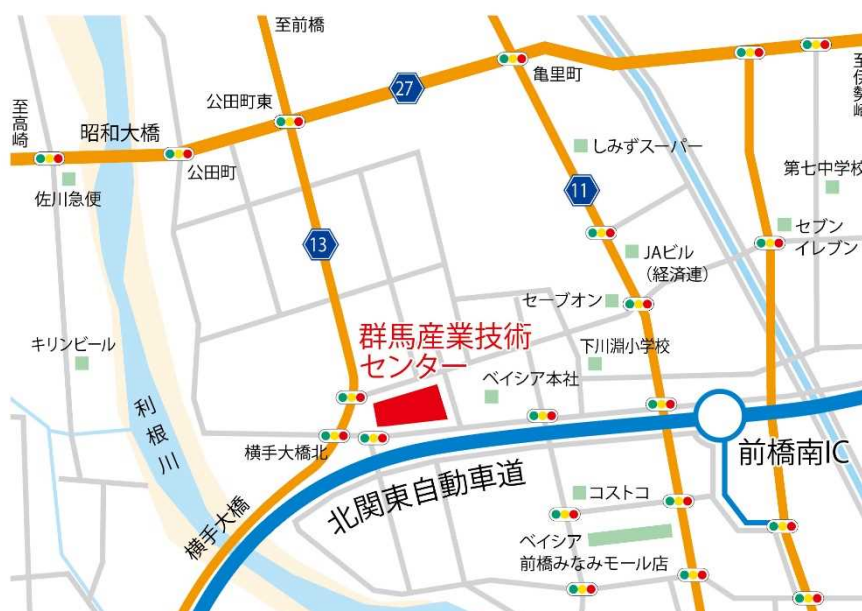 至前橋
公田町東
27
亀里町
至伊勢崎
至高崎
昭和大橋
佐川急便
公田町
しみずスーパー
第七中学校
11
13
セブン
イレブン
JAビル
(経済連)
セーブオン
キリンビール
群馬産業技術
センター
下川淵小学校
ベイシア本社
利根川
横手大橋北
前橋南IC
北関東自動車道
横手大橋
コストコ
ベイシア
前橋みなみモール店